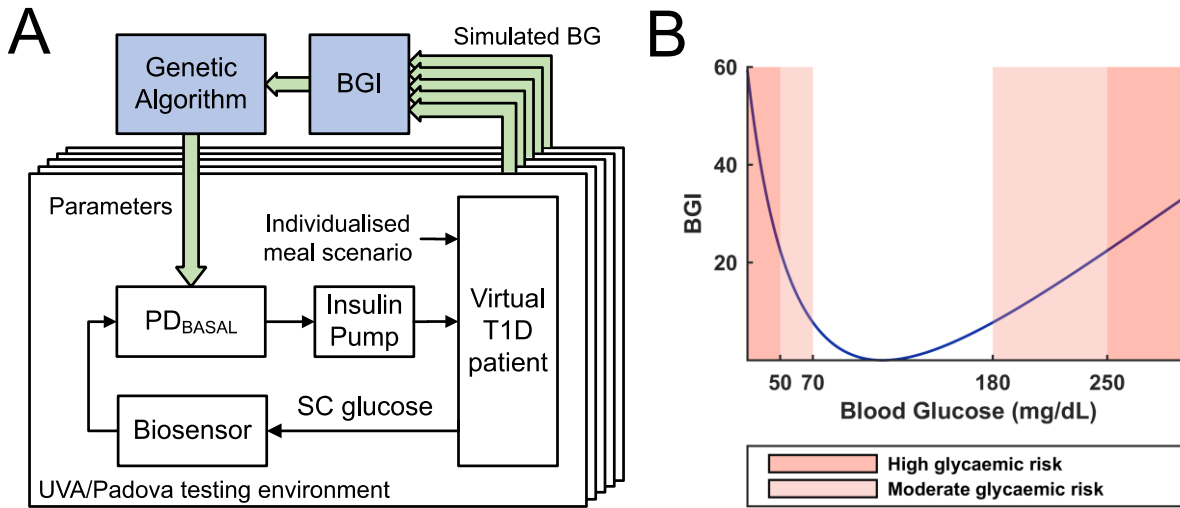 A
Simulated BG
Genetic
Algorithm
BGI
Parameters
Individualised
meal scenario
PD_BASAL
Insulin
Pump
Virtual
T1D
patient
SC glucose
Biosensor
UVA/Padova testing environment
B
60
40
20
BGI
50 70 180 250
Blood Glucose (mg/dL)
High glycaemic risk
Moderate glycaemic risk